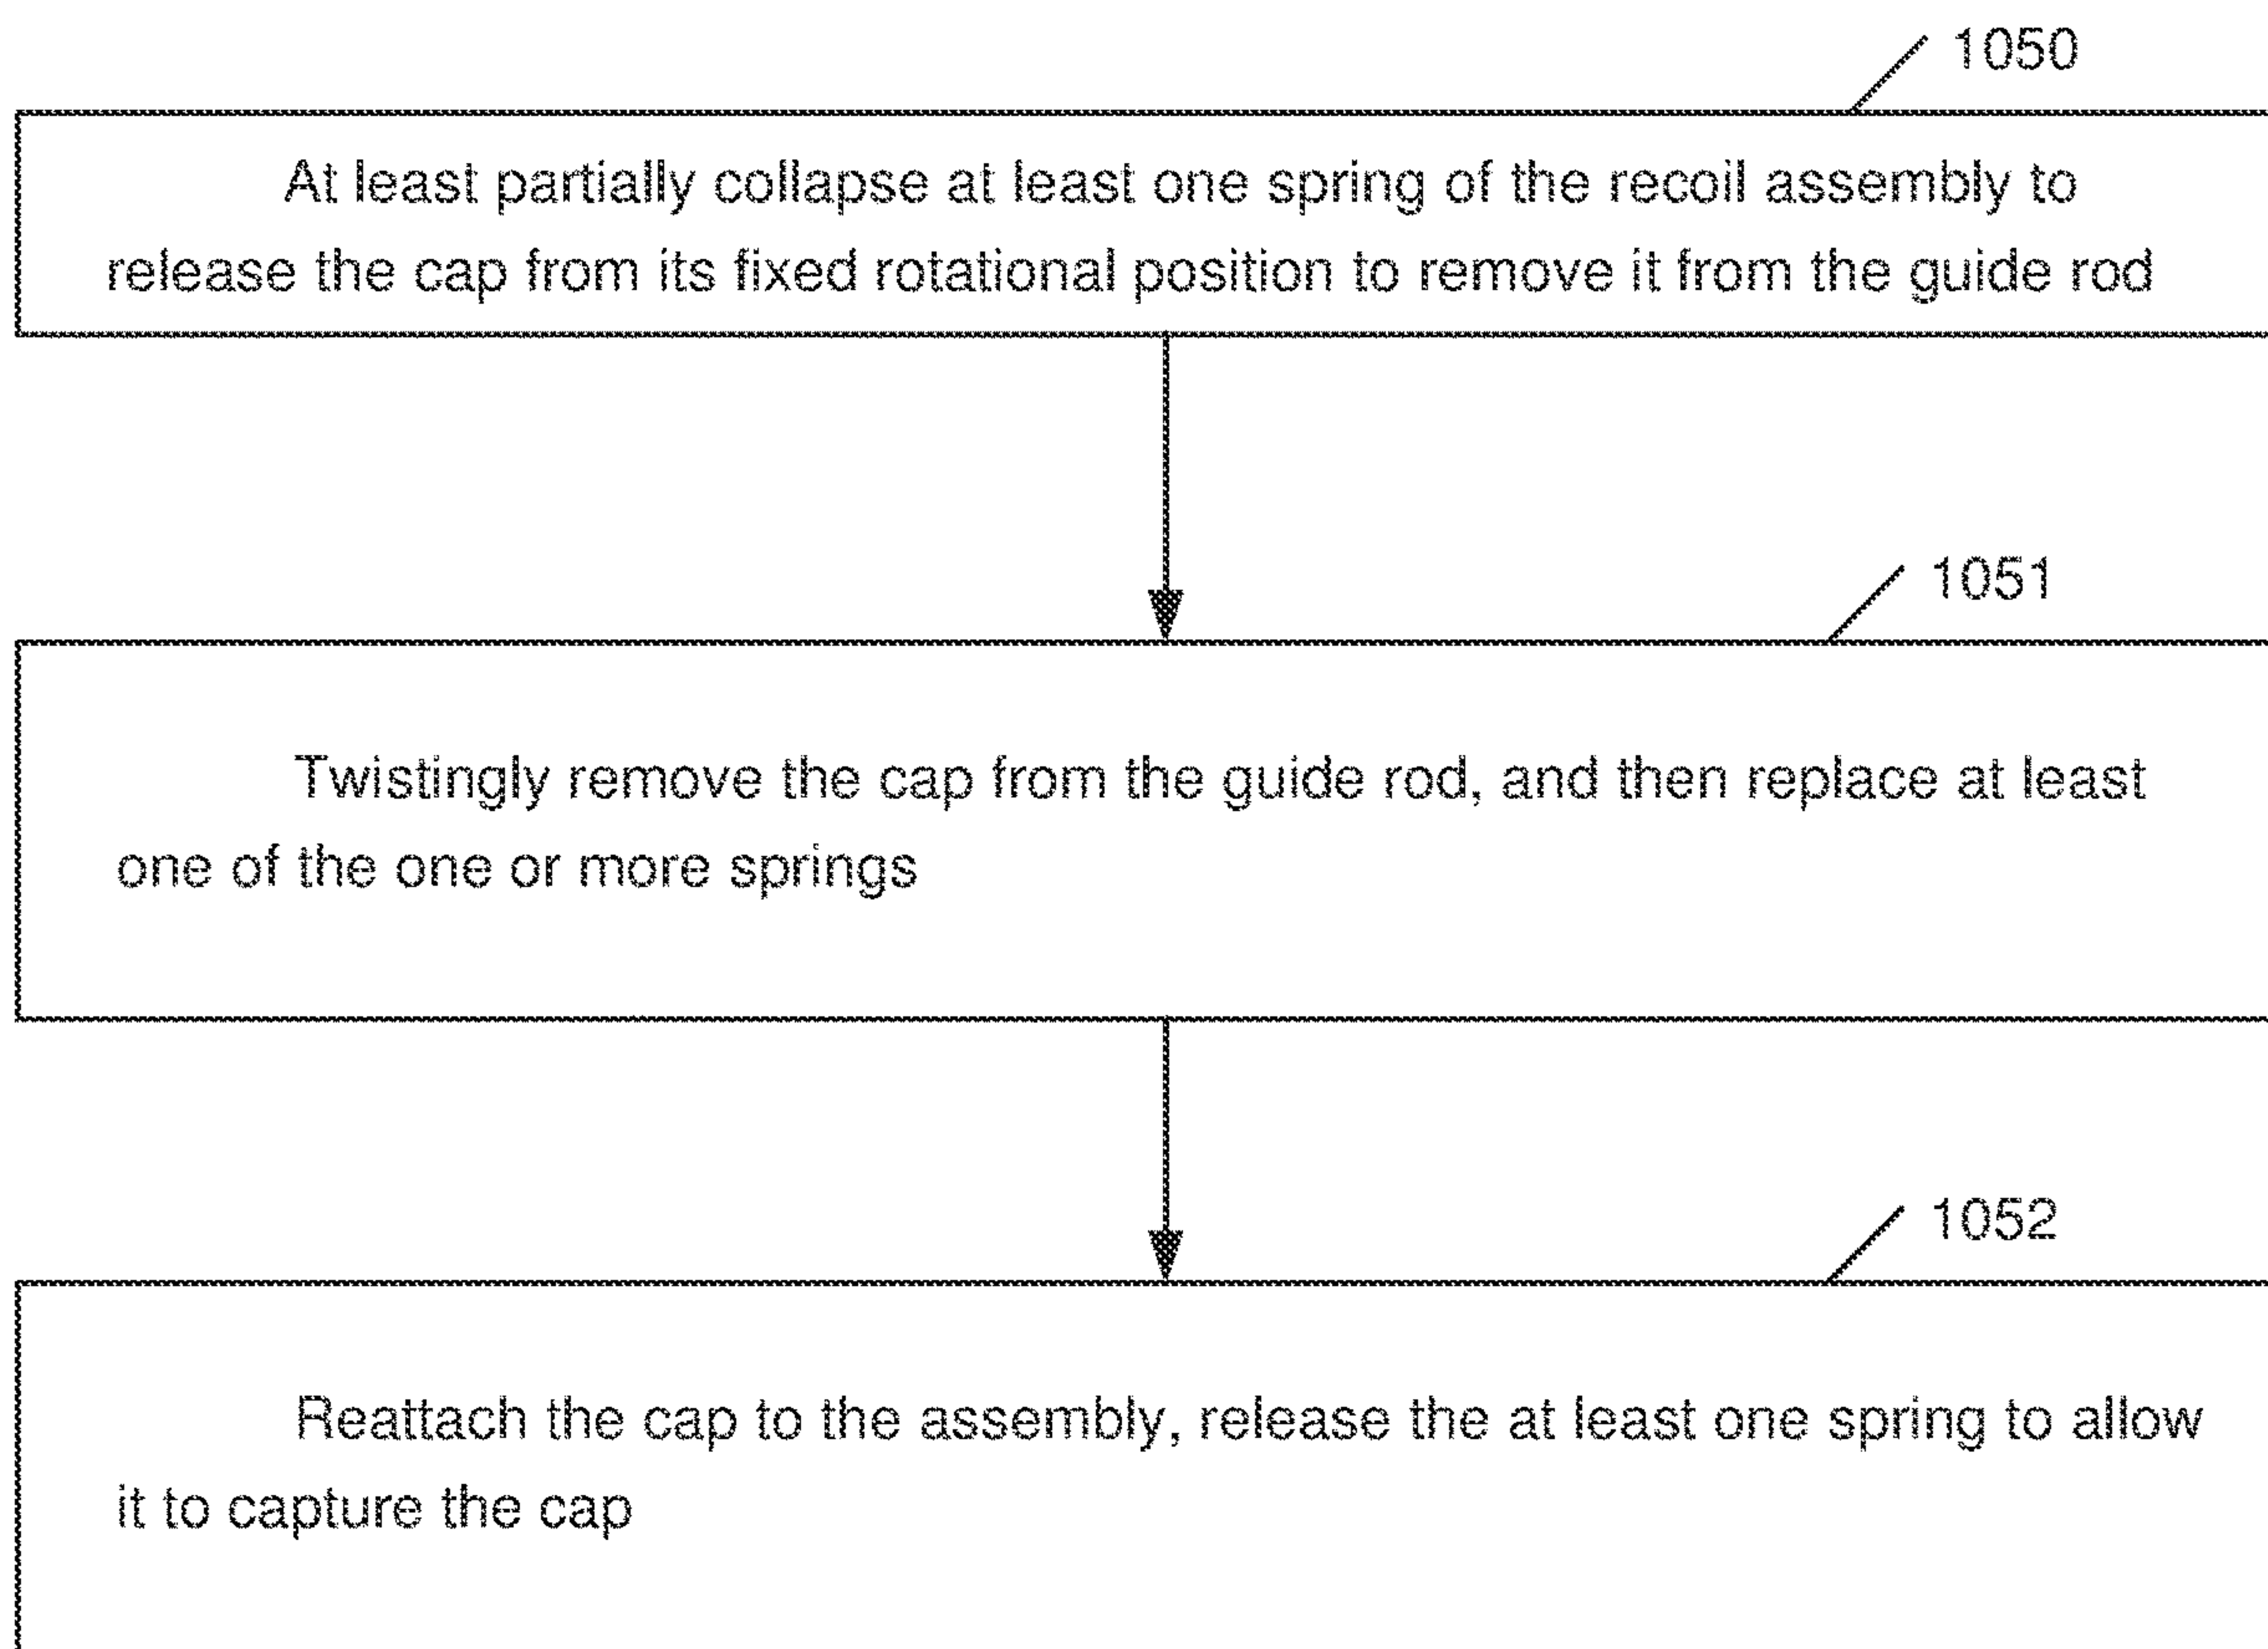 1050
At least partially collapse at least one spring of the recoil assembly to
release the cap from its fixed rotational position to remove it from the guide rod
1051
Twistingly remove the cap from the guide rod, and then replace at least
one of the one or more springs
1052
Reattach the cap to the assembly, release the at least one spring to allow
it to capture the cap